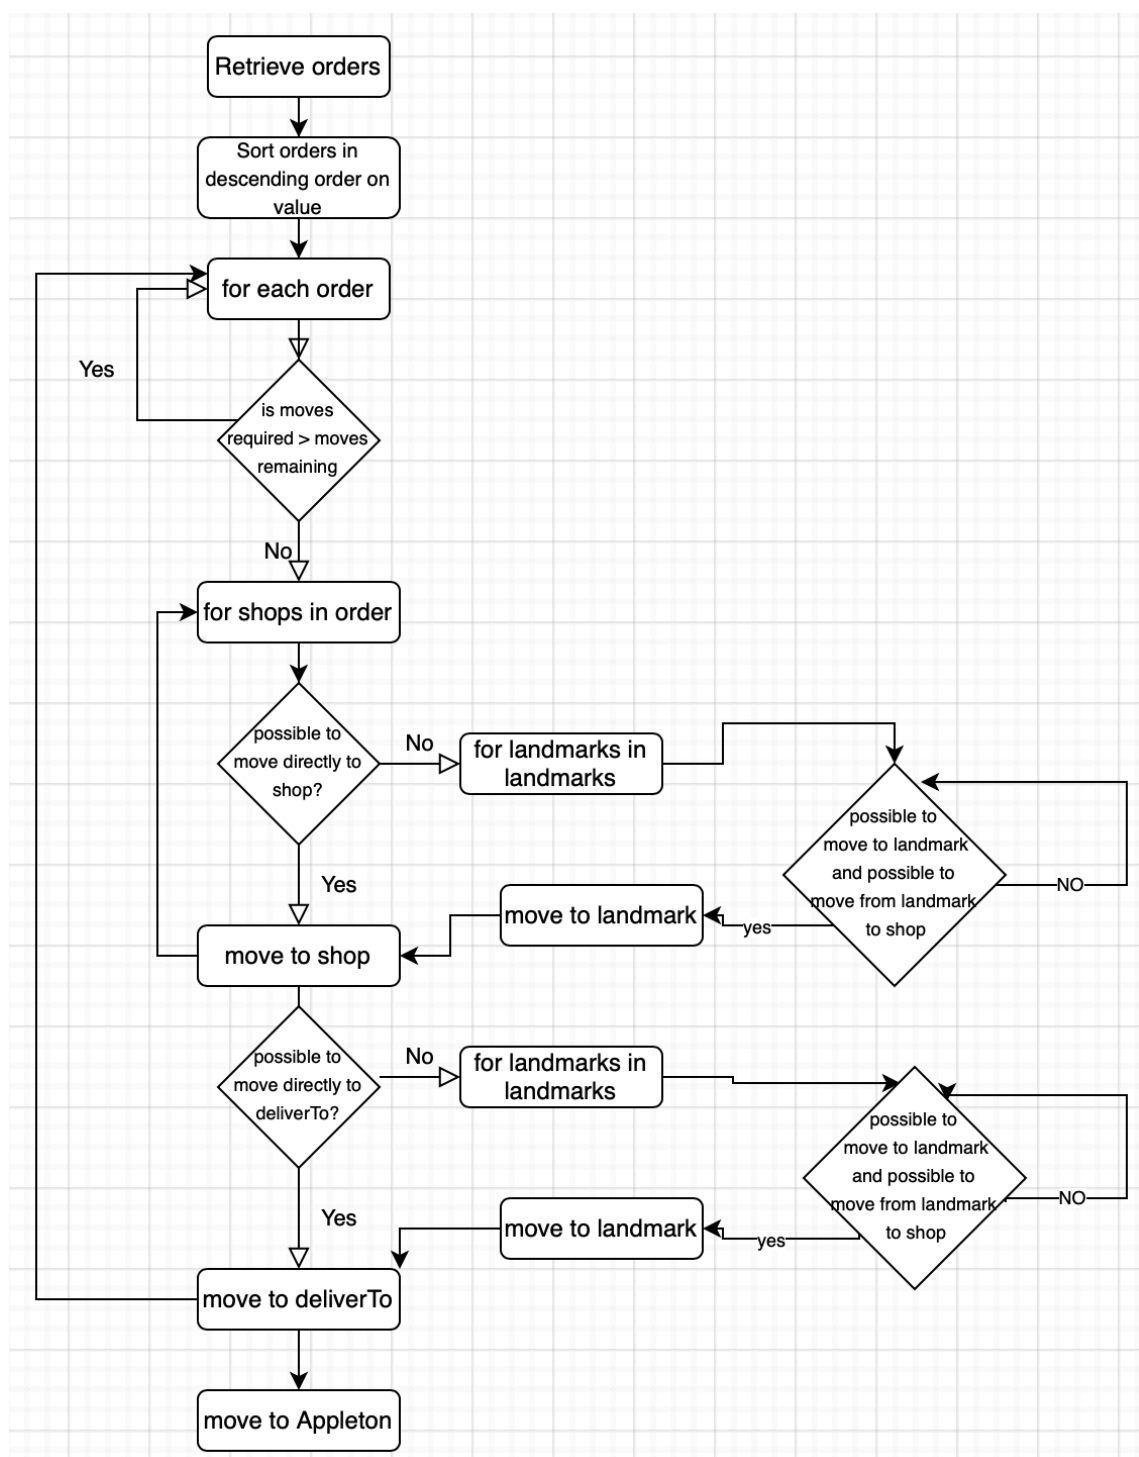 Retrieve orders
Sort orders in
descending order on
value
for each order
Yes
is moves
required > moves
remaining
No
for shops in order
possible to
move directly to
shop?
No
for landmarks in
landmarks
possible to
move to landmark
and possible to
move from landmark
to shop
NO
Yes
move to landmark
yes
move to shop
possible to
move directly to
deliverTo?
No
for landmarks in
landmarks
possible to
move to landmark
and possible to
move from landmark
to shop
NO
Yes
move to landmark
yes
move to deliverTo
move to Appleton